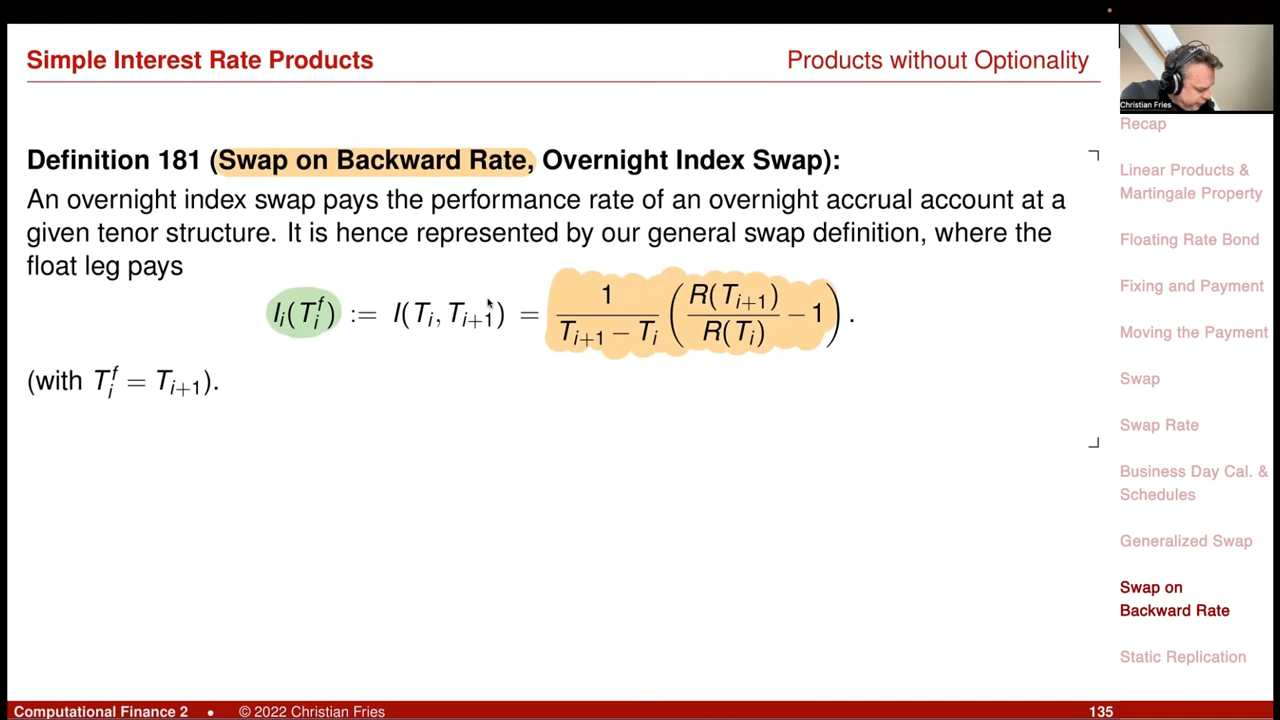 Simple Interest Rate Products
Products without Optionality
Christian Fries
Definition 181 (Swap on Backward Rate, Overnight Index Swap):
An overnight index swap pays the performance rate of an overnight accrual account at a
given tenor structure. It is hence represented by our general swap definition, where the
float leg pays
I_i(T_i^f) := I(T_i, T_{i+1}) = \frac{1}{T_{i+1} − T_i} ( \frac{R(T_{i+1})}{R(T_i)} − 1 ) .
(with T_i^f = T_{i+1}).
Recap
Linear Products &
Martingale Property
Floating Rate Bond
Fixing and Payment
Moving the Payment
Swap
Swap Rate
Business Day Cal. &
Schedules
Generalized Swap
Swap on
Backward Rate
Static Replication
Computational Finance 2 • © 2022 Christian Fries
135